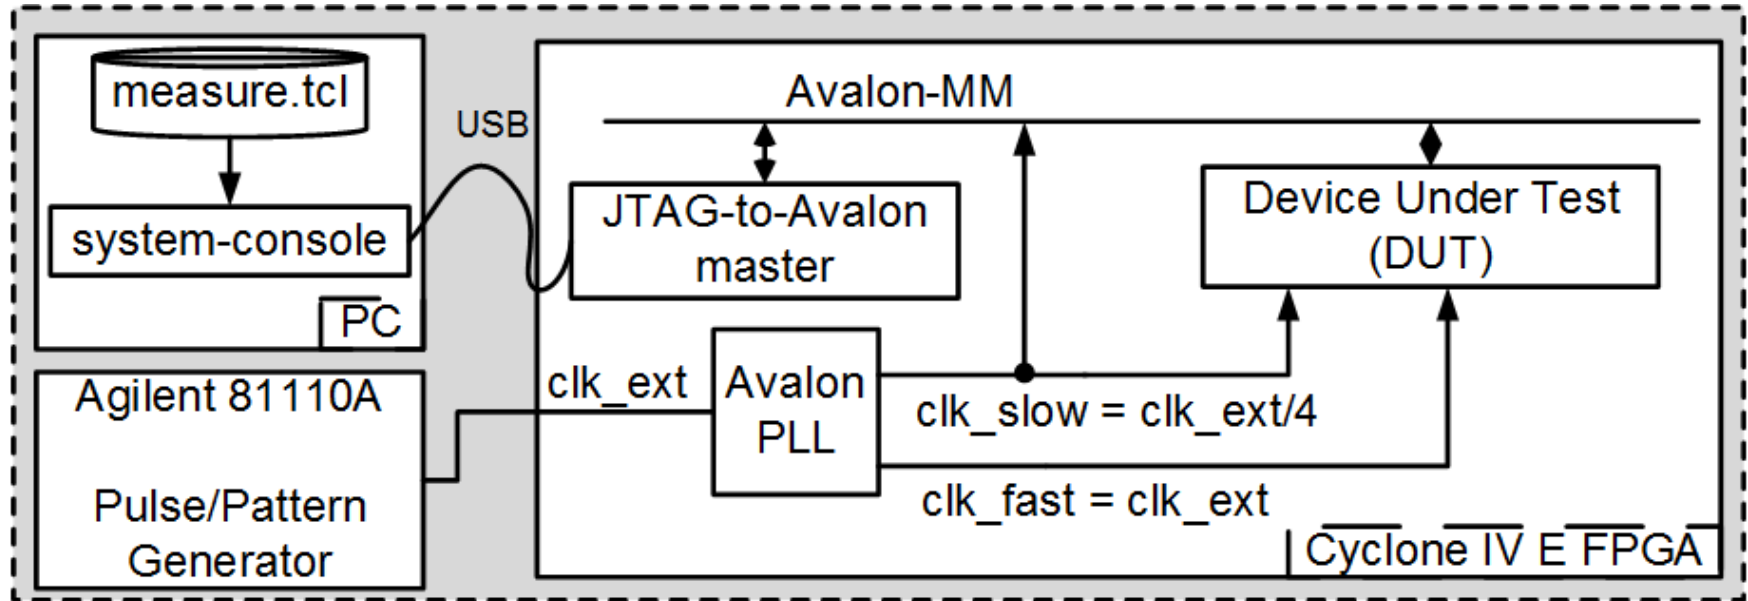 measure.tcl
system-console
PC
USB
Agilent 81110A
Pulse/Pattern
Generator
Avalon-MM
JTAG-to-Avalon
master
Device Under Test
(DUT)
clk_ext
Avalon
PLL
clk_slow = clk_ext/4
clk_fast = clk_ext
Cyclone IV E FPGA